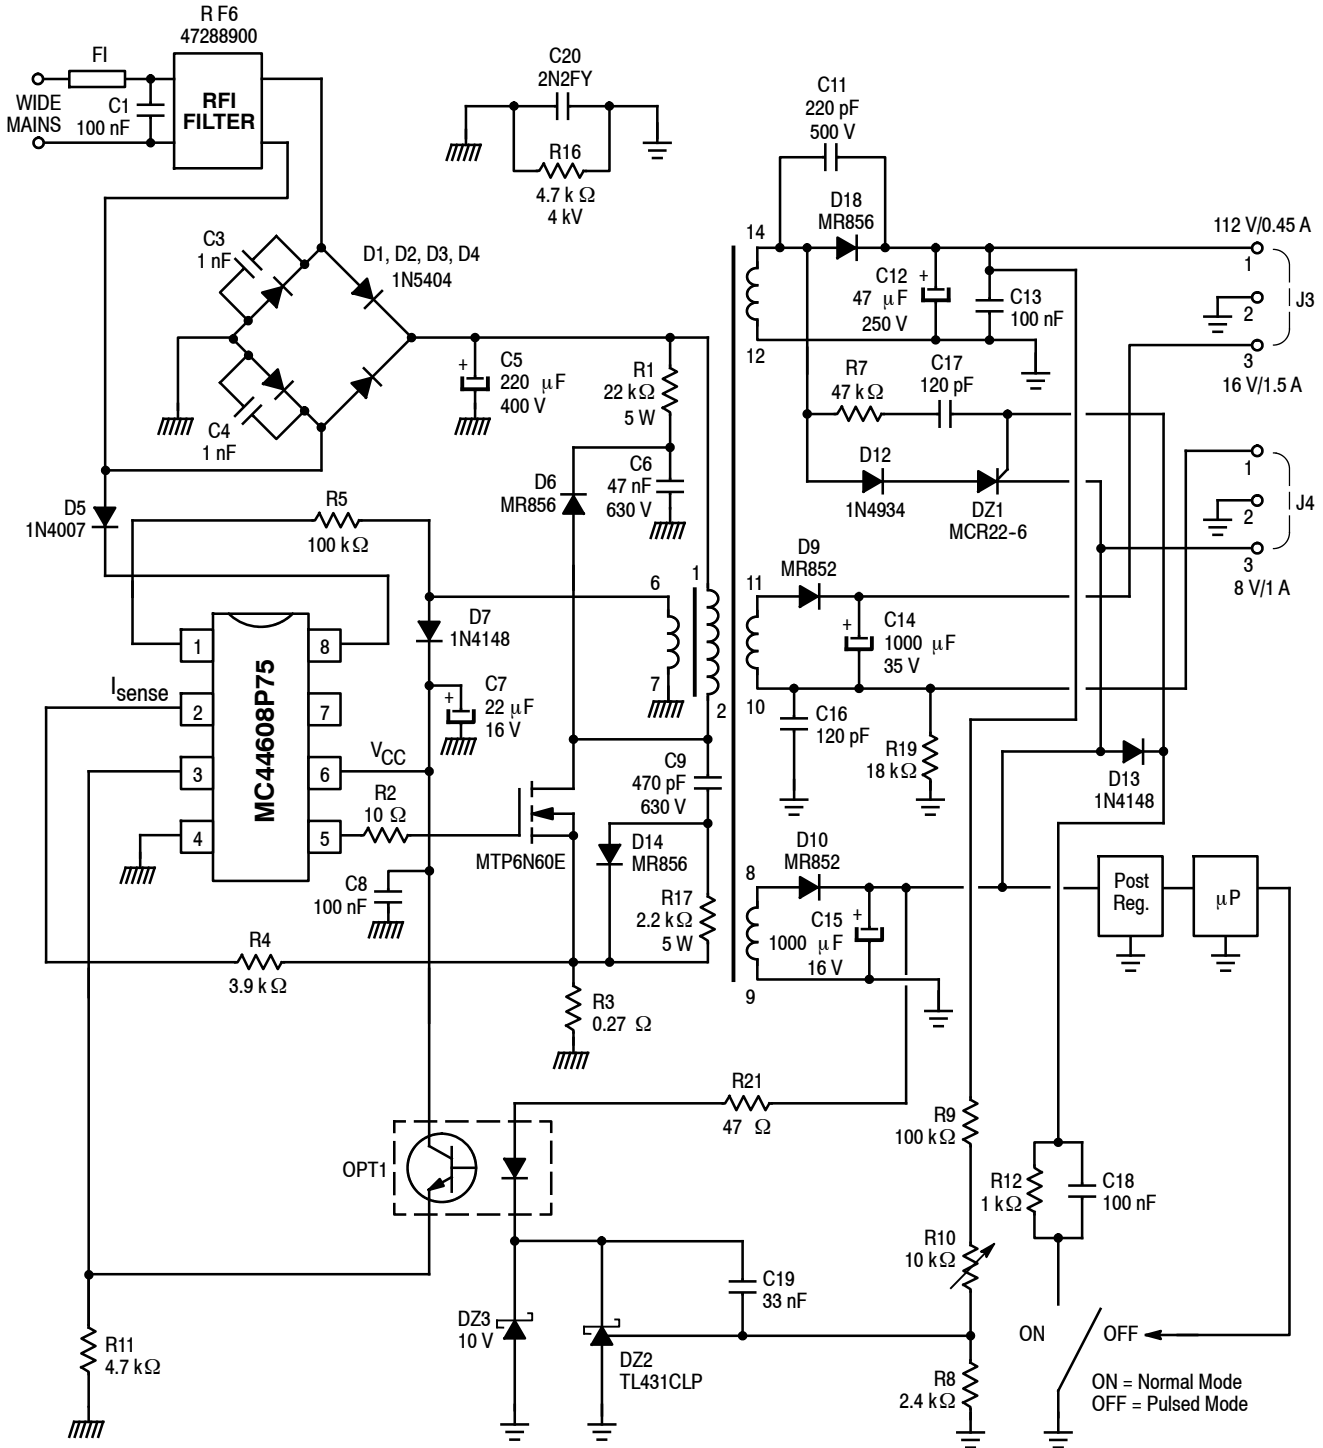 R F6
47288900
FI
WIDE
MAINS
C1
100 nF
RFI
FILTER
C20
2N2FY
R16
4.7 k Ω
4 kV
C11
220 pF
500 V
D18
MR856
14
12
112 V/0.45 A
1
2
3
J3
16 V/1.5 A
C3
1 nF
D1, D2, D3, D4
1N5404
C4
1 nF
C5
+
220 μF
400 V
R1
22 kΩ
5 W
C12
+
47 μF
250 V
C13
100 nF
R7
47 kΩ
C17
120 pF
D12
1N4934
DZ1
MCR22-6
1
2
3
J4
8 V/1 A
D5
1N4007
R5
100 kΩ
D6
MR856
C6
47 nF
630 V
D9
MR852
11
10
6
7
1
2
D7
1N4148
C14
+
1000 μF
35 V
MC44608P75
1
2
3
4
8
7
6
5
Isense
VCC
C7
+
22 μF
16 V
C16
120 pF
R19
18 kΩ
D13
1N4148
R2
10 Ω
MTP6N60E
C9
470 pF
630 V
D14
MR856
R17
2.2 kΩ
5 W
C8
100 nF
D10
MR852
8
9
C15
+
1000 μF
16 V
Post
Reg.
μP
R4
3.9 kΩ
R3
0.27 Ω
R21
47 Ω
OPT1
R9
100 kΩ
R12
1 kΩ
C18
100 nF
R10
10 kΩ
C19
33 nF
DZ3
10 V
DZ2
TL431CLP
R11
4.7 kΩ
R8
2.4 kΩ
ON
OFF
ON = Normal Mode
OFF = Pulsed Mode